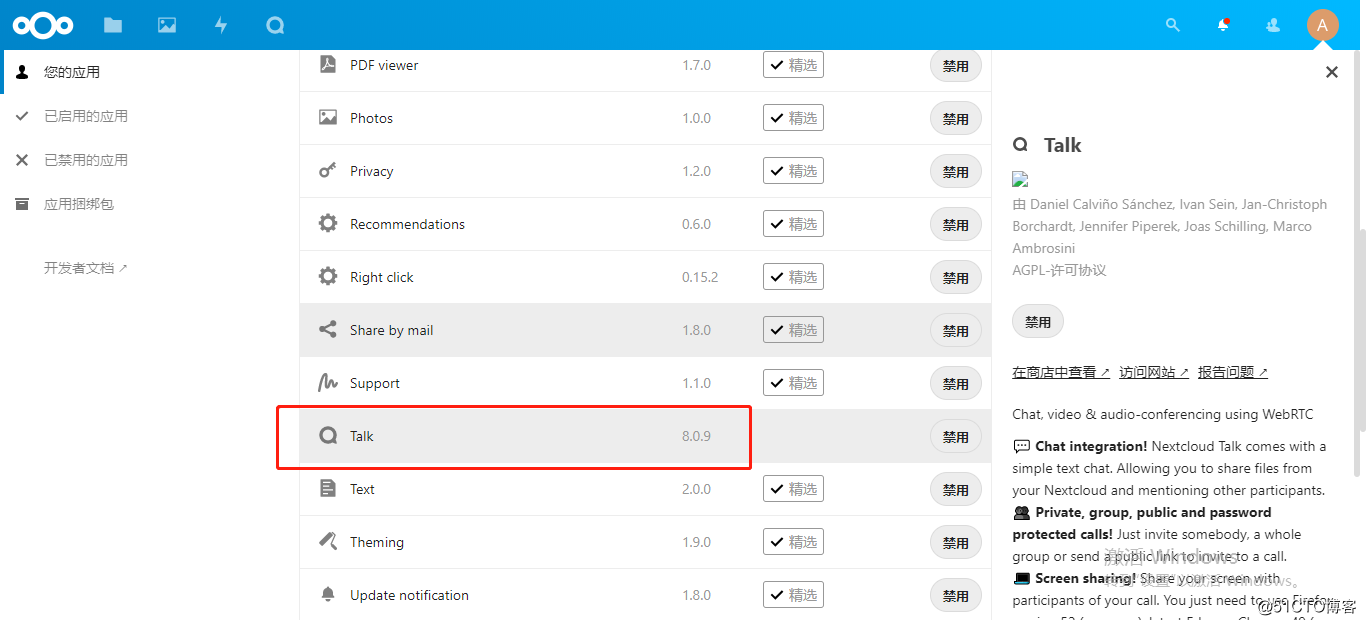 A
您的应用
已启用的应用
已禁用的应用
应用捆绑包
开发者文档 ↗
PDF viewer 1.7.0 精选 禁用
Photos 1.0.0 精选 禁用
Privacy 1.2.0 精选 禁用
Recommendations 0.6.0 精选 禁用
Right click 0.15.2 精选 禁用
Share by mail 1.8.0 精选 禁用
Support 1.1.0 精选 禁用
Talk 8.0.9 禁用
Text 2.0.0 精选 禁用
Theming 1.9.0 精选 禁用
Update notification 1.8.0 精选 禁用
Talk
由 Daniel Calviño Sánchez, Ivan Sein, Jan-Christoph
Borchardt, Jennifer Piperek, Joas Schilling, Marco
Ambrosini
AGPL-许可协议
禁用
在商店中查看 ↗ 访问网站 ↗ 报告问题 ↗
Chat, video & audio-conferencing using WebRTC
Chat integration! Nextcloud Talk comes with a
simple text chat. Allowing you to share files from
your Nextcloud and mentioning other participants.
Private, group, public and password
protected calls! Just invite somebody, a whole
group or send a public link to invite to a call.
Screen sharing! Share your screen with
participants of your call. You just need to use Firefox
激活 Windows
转到"设置"以激活 Windows。
@51CTO博客